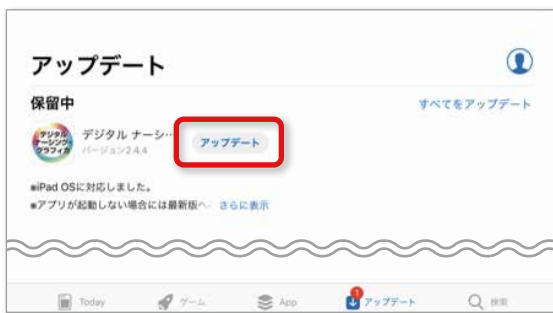 アップデート
保留中
すべてをアップデート
デジタル
ナーシング
グラフィカ
デジタル ナーシ…
アップデート
バージョン2.4.4
※iPad OSに対応しました。
※アプリが起動しない場合には最新版へ
さらに表示
1
Today
ゲーム
App
アップデート
検索